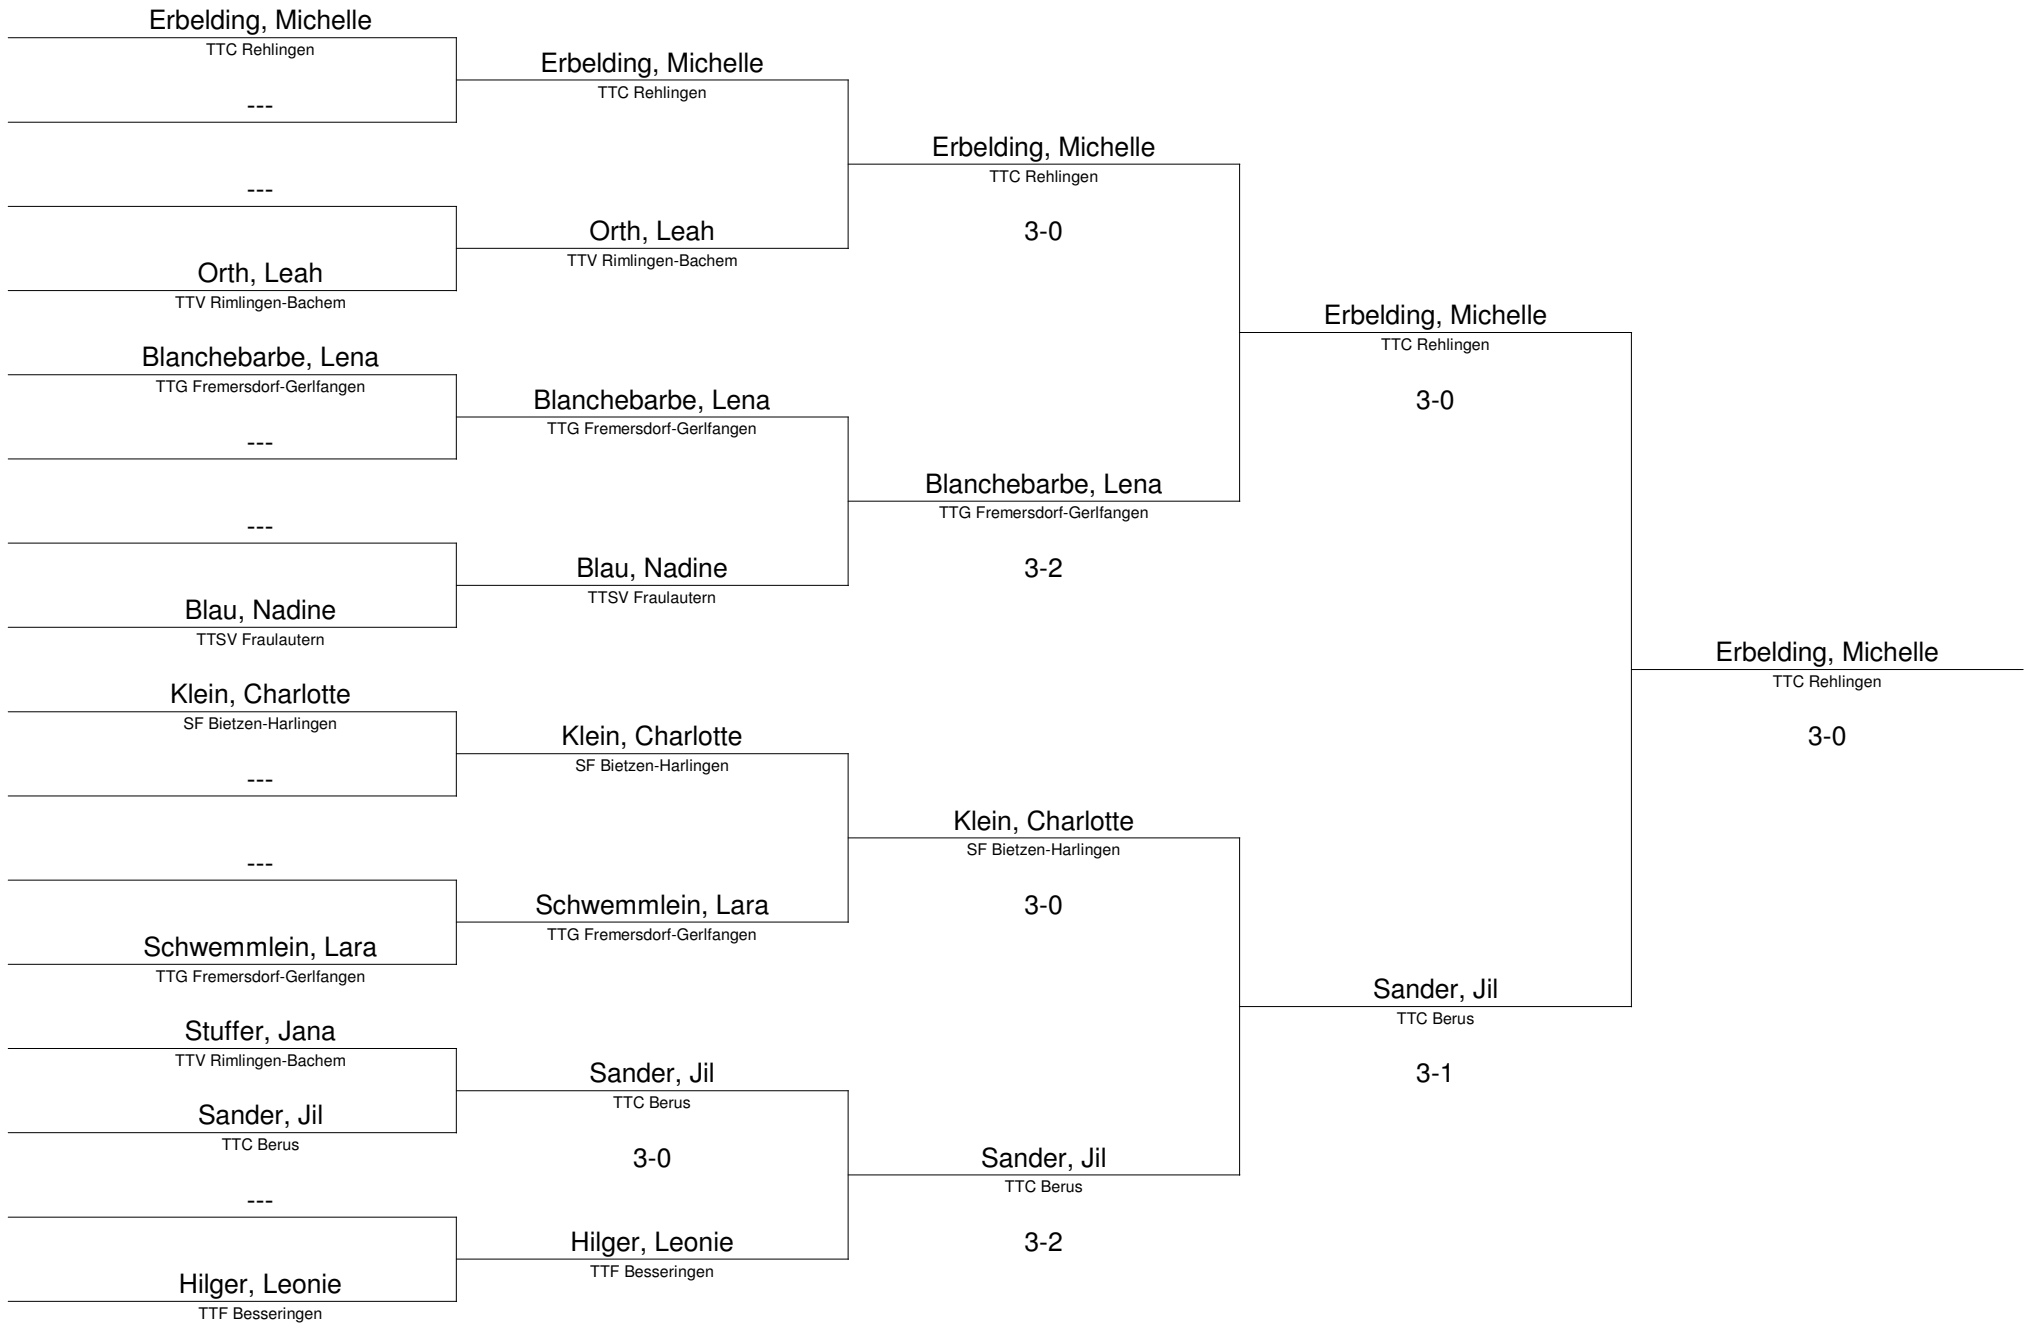 Erbelding, Michelle
TTC Rehlingen
---
---
Orth, Leah
TTV Rimlingen-Bachem
Blanchebarbe, Lena
TTG Fremersdorf-Gerlfangen
---
---
Blau, Nadine
TTSV Fraulautern
Klein, Charlotte
SF Bietzen-Harlingen
---
---
Schwemmlein, Lara
TTG Fremersdorf-Gerlfangen
Stuffer, Jana
TTV Rimlingen-Bachem
Sander, Jil
TTC Berus
---
Hilger, Leonie
TTF Besseringen
Erbelding, Michelle
TTC Rehlingen
Orth, Leah
TTV Rimlingen-Bachem
Blanchebarbe, Lena
TTG Fremersdorf-Gerlfangen
Blau, Nadine
TTSV Fraulautern
Klein, Charlotte
SF Bietzen-Harlingen
Schwemmlein, Lara
TTG Fremersdorf-Gerlfangen
Sander, Jil
TTC Berus
3-0
Hilger, Leonie
TTF Besseringen
Erbelding, Michelle
TTC Rehlingen
3-0
Blanchebarbe, Lena
TTG Fremersdorf-Gerlfangen
3-2
Klein, Charlotte
SF Bietzen-Harlingen
3-0
Sander, Jil
TTC Berus
3-2
Erbelding, Michelle
TTC Rehlingen
3-0
Sander, Jil
TTC Berus
3-1
Erbelding, Michelle
TTC Rehlingen
3-0